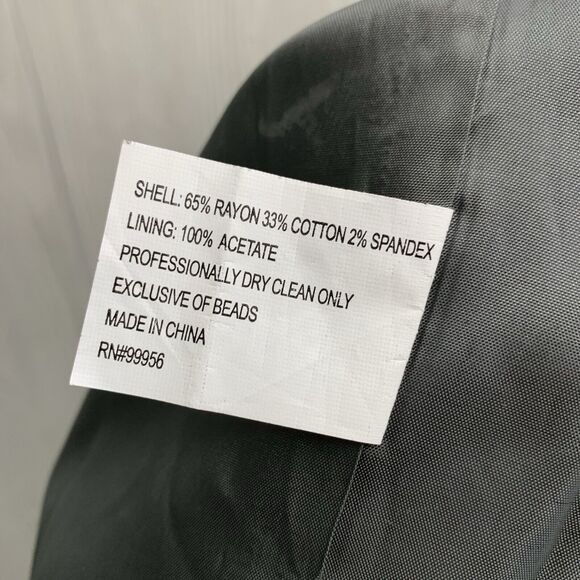 SHELL: 65% RAYON 33% COTTON 2% SPANDEX
LINING: 100% ACETATE
PROFESSIONALLY DRY CLEAN ONLY
EXCLUSIVE OF BEADS
MADE IN CHINA
RN#99956